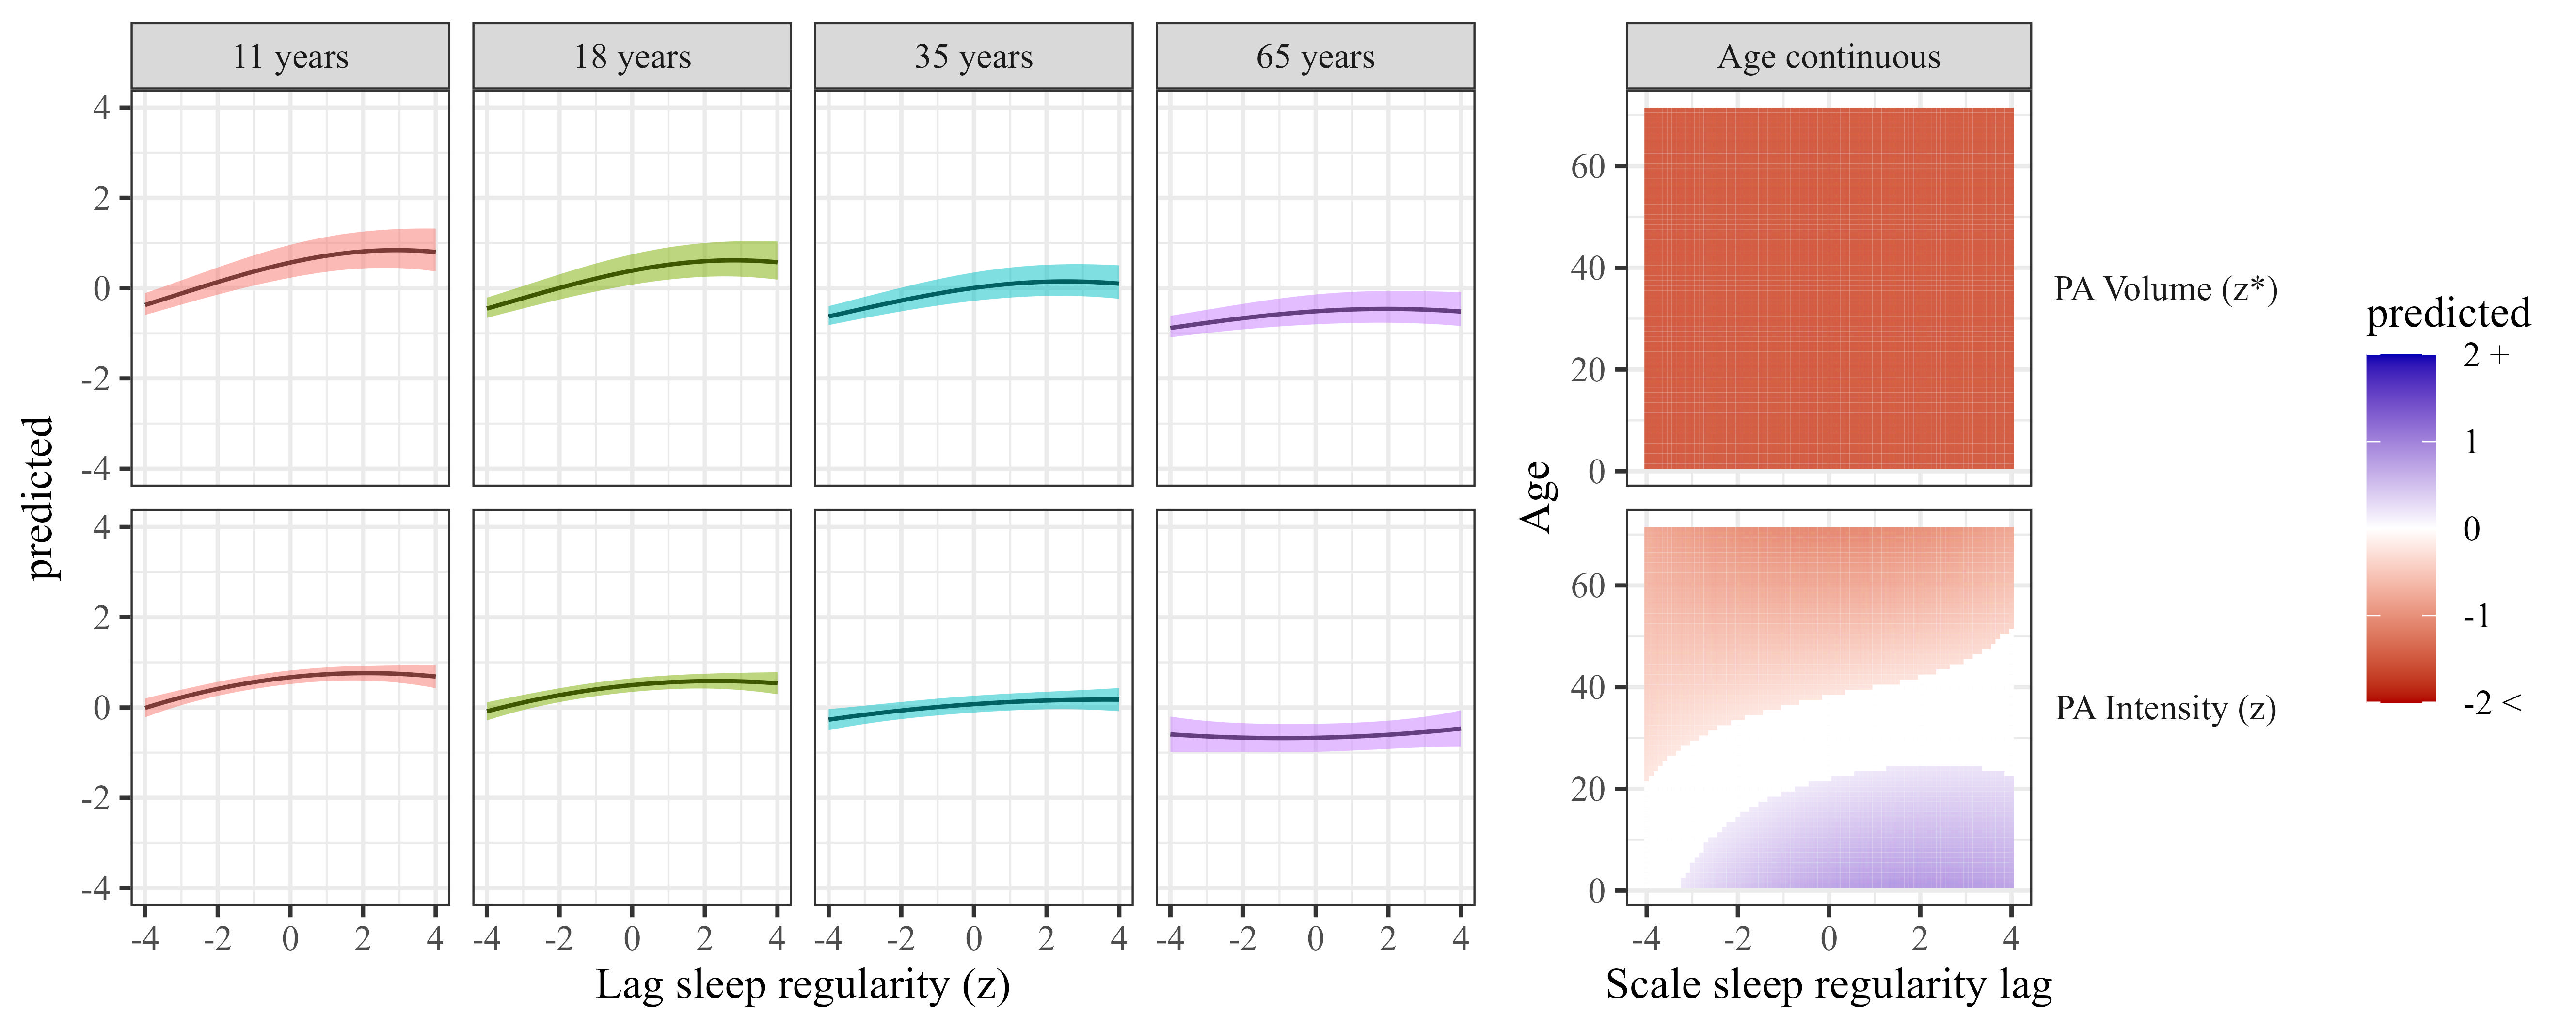 11 years
18 years
35 years
65 years
Age continuous
predicted
4
2
0
-2
-4
4
2
0
-2
-4
-4 -2 0 2 4
-4 -2 0 2 4
-4 -2 0 2 4
-4 -2 0 2 4
Lag sleep regularity (z)
Age
60
40
20
0
60
40
20
0
-4 -2 0 2 4
Scale sleep regularity lag
PA Volume (z*)
PA Intensity (z)
predicted
2 +
1
0
-1
-2 <